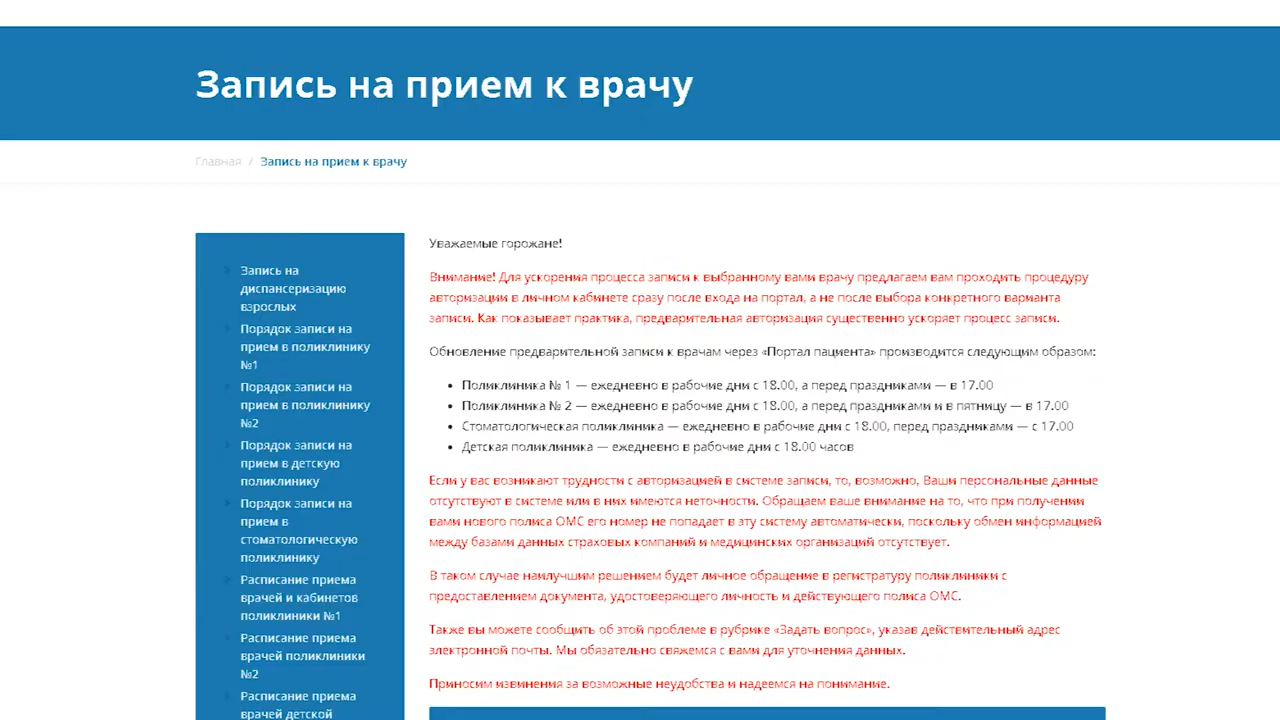 Запись на прием к врачу
Главная / Запись на прием к врачу
Запись на
диспансеризацию
взрослых
Порядок записи на
прием в поликлинику
№1
Порядок записи на
прием в поликлинику
№2
Порядок записи на
прием в детскую
поликлинику
Порядок записи на
прием в
стоматологическую
поликлинику
Расписание приема
врачей и кабинетов
поликлиники №1
Расписание приема
врачей поликлиники
№2
Расписание приема
врачей детской
Уважаемые горожане!
Внимание! Для ускорения процесса записи к выбранному вами врачу предлагаем вам проходить процедуру
авторизации в личном кабинете сразу после входа на портал, а не после выбора конкретного варианта
записи. Как показывает практика, предварительная авторизация существенно ускоряет процесс записи.
Обновление предварительной записи к врачам через «Портал пациента» производится следующим образом:
• Поликлиника № 1 — ежедневно в рабочие дни с 18.00, а перед праздниками — в 17.00
• Поликлиника № 2 — ежедневно в рабочие дни с 18.00, а перед праздниками и в пятницу — в 17.00
• Стоматологическая поликлиника — ежедневно в рабочие дни с 18.00, перед праздниками — с 17.00
• Детская поликлиника — ежедневно в рабочие дни с 18.00 часов
Если у вас возникают трудности с авторизацией в системе записи, то, возможно, Ваши персональные данные
отсутствуют в системе или в них имеются неточности. Обращаем ваше внимание на то, что при получении
вами нового полиса ОМС его номер не попадает в эту систему автоматически, поскольку обмен информацией
между базами данных страховых компаний и медицинских организаций отсутствует.
В таком случае наилучшим решением будет личное обращение в регистратуру поликлиники с
предоставлением документа, удостоверяющего личность и действующего полиса ОМС.
Также вы можете сообщить об этой проблеме в рубрике «Задать вопрос», указав действительный адрес
электронной почты. Мы обязательно свяжемся с вами для уточнения данных.
Приносим извинения за возможные неудобства и надеемся на понимание.